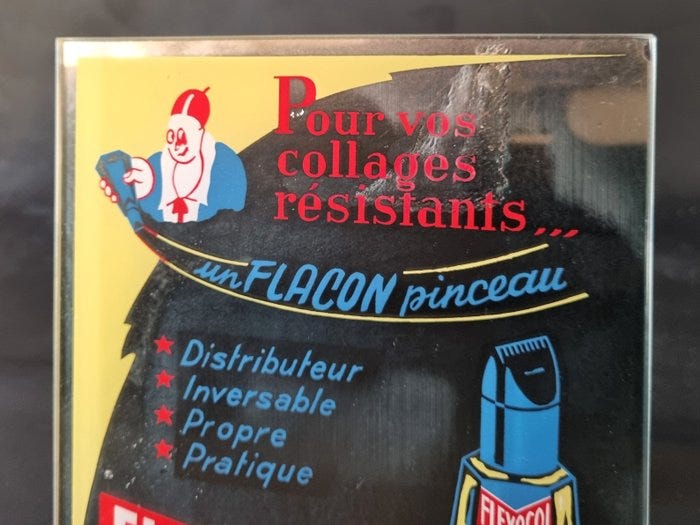 Pour vos
collages
résistants...
un FLACON pinceau
Distributeur
Inversable
Propre
Pratique
FLEXOCOL